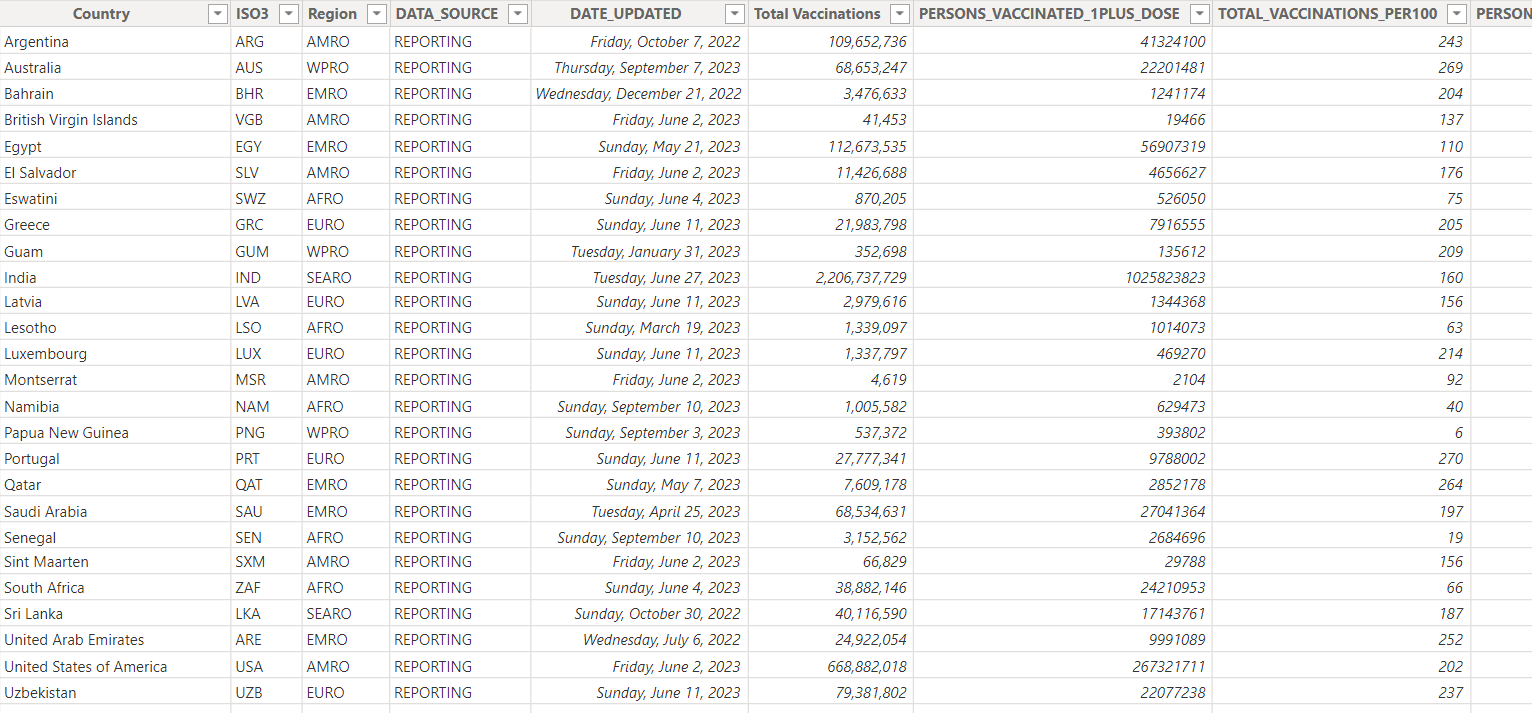 Country ISO3 Region DATA_SOURCE DATE_UPDATED Total Vaccinations PERSONS_VACCINATED_1PLUS_DOSE TOTAL_VACCINATIONS_PER100 PERSON
Argentina ARG AMRO REPORTING Friday, October 7, 2022 109,652,736 41324100 243
Australia AUS WPRO REPORTING Thursday, September 7, 2023 68,653,247 22201481 269
Bahrain BHR EMRO REPORTING Wednesday, December 21, 2022 3,476,633 1241174 204
British Virgin Islands VGB AMRO REPORTING Friday, June 2, 2023 41,453 19466 137
Egypt EGY EMRO REPORTING Sunday, May 21, 2023 112,673,535 56907319 110
El Salvador SLV AMRO REPORTING Friday, June 2, 2023 11,426,688 4656627 176
Eswatini SWZ AFRO REPORTING Sunday, June 4, 2023 870,205 526050 75
Greece GRC EURO REPORTING Sunday, June 11, 2023 21,983,798 7916555 205
Guam GUM WPRO REPORTING Tuesday, January 31, 2023 352,698 135612 209
India IND SEARO REPORTING Tuesday, June 27, 2023 2,206,737,729 1025823823 160
Latvia LVA EURO REPORTING Sunday, June 11, 2023 2,979,616 1344368 156
Lesotho LSO AFRO REPORTING Sunday, March 19, 2023 1,339,097 1014073 63
Luxembourg LUX EURO REPORTING Sunday, June 11, 2023 1,337,797 469270 214
Montserrat MSR AMRO REPORTING Friday, June 2, 2023 4,619 2104 92
Namibia NAM AFRO REPORTING Sunday, September 10, 2023 1,005,582 629473 40
Papua New Guinea PNG WPRO REPORTING Sunday, September 3, 2023 537,372 393802 6
Portugal PRT EURO REPORTING Sunday, June 11, 2023 27,777,341 9788002 270
Qatar QAT EMRO REPORTING Sunday, May 7, 2023 7,609,178 2852178 264
Saudi Arabia SAU EMRO REPORTING Tuesday, April 25, 2023 68,534,631 27041364 197
Senegal SEN AFRO REPORTING Sunday, September 10, 2023 3,152,562 2684696 19
Sint Maarten SXM AMRO REPORTING Friday, June 2, 2023 66,829 29788 156
South Africa ZAF AFRO REPORTING Sunday, June 4, 2023 38,882,146 24210953 66
Sri Lanka LKA SEARO REPORTING Sunday, October 30, 2022 40,116,590 17143761 187
United Arab Emirates ARE EMRO REPORTING Wednesday, July 6, 2022 24,922,054 9991089 252
United States of America USA AMRO REPORTING Friday, June 2, 2023 668,882,018 267321711 202
Uzbekistan UZB EURO REPORTING Sunday, June 11, 2023 79,381,802 22077238 237